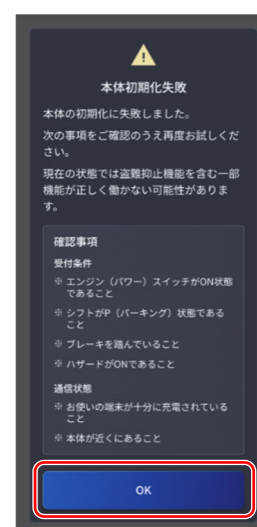 本体初期化失敗
本体の初期化に失敗しました。
次の事項をご確認のうえ再度お試しくだ
さい。
現在の状態では盗難抑止機能を含む一部
機能が正しく働かない可能性がありま
す。
確認事項
受付条件
※ エンジン（パワー）スイッチがON状態
であること
※ シフトがP（パーキング）状態である
こと
※ ブレーキを踏んでいること
※ ハザードがONであること
通信状態
※ お使いの端末が十分に充電されている
こと
※ 本体が近くにあること
OK